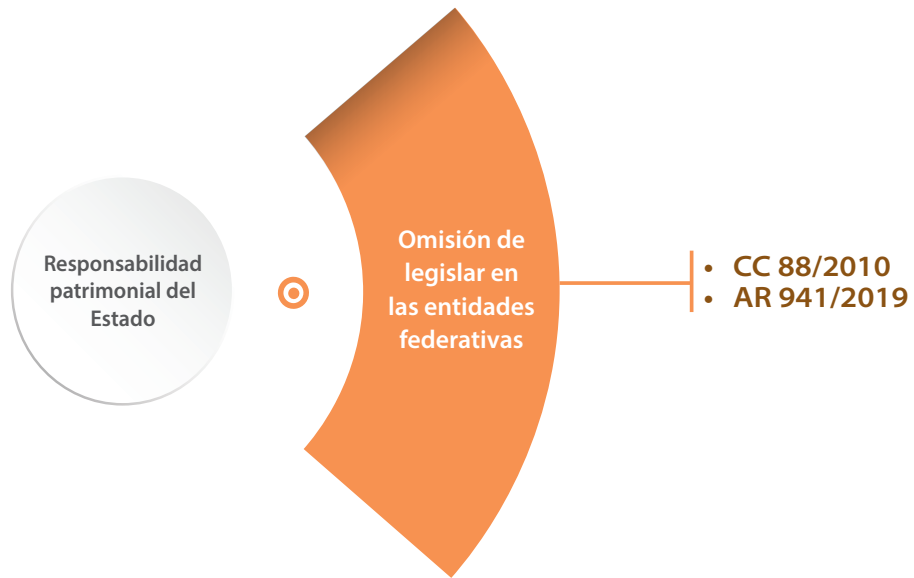 Responsabilidad
patrimonial del
Estado
Omisión de
legislar en
las entidades
federativas
• CC 88/2010
• AR 941/2019